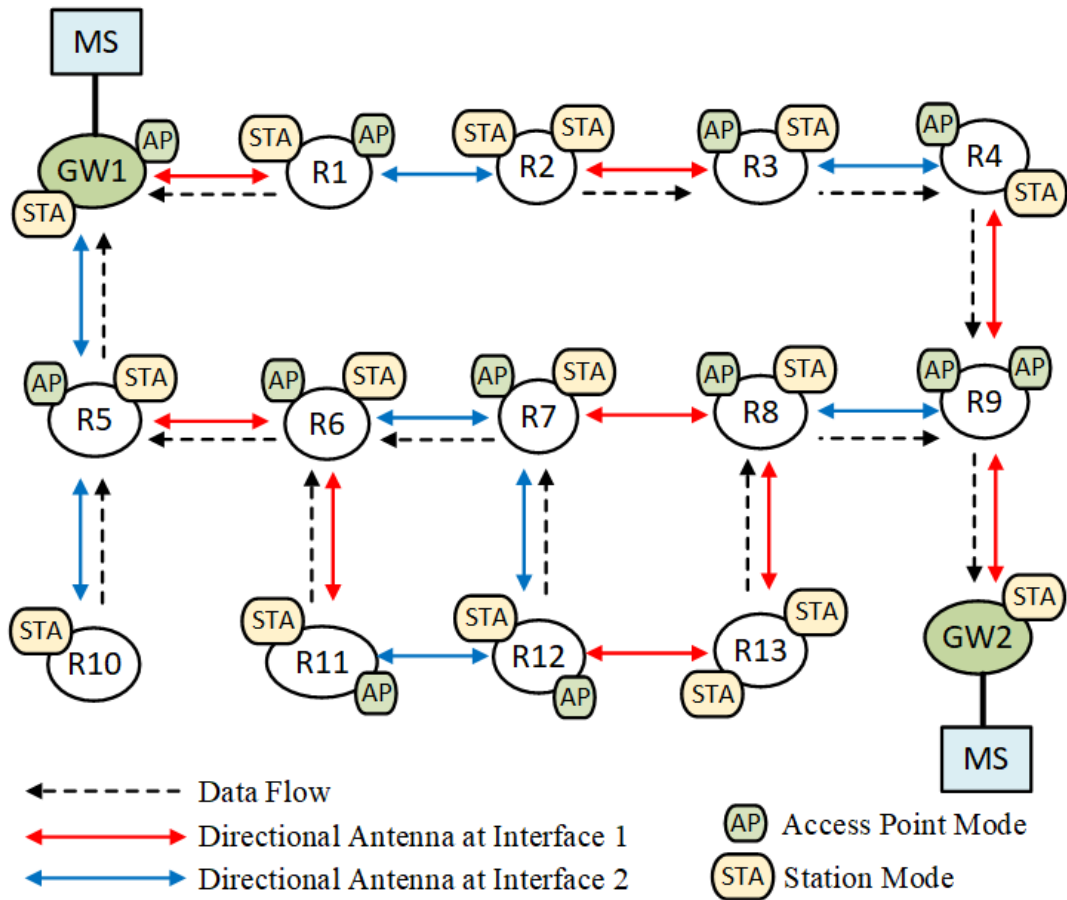 MS
AP STA AP STA STA AP STA AP
GW1 R1 R2 R3 R4
STA STA
AP STA AP STA AP STA AP STA AP AP
R5 R6 R7 R8 R9
STA STA STA STA STA
R10 R11 R12 R13 GW2
AP AP STA
MS
Data Flow
Directional Antenna at Interface 1
Directional Antenna at Interface 2
AP Access Point Mode
STA Station Mode